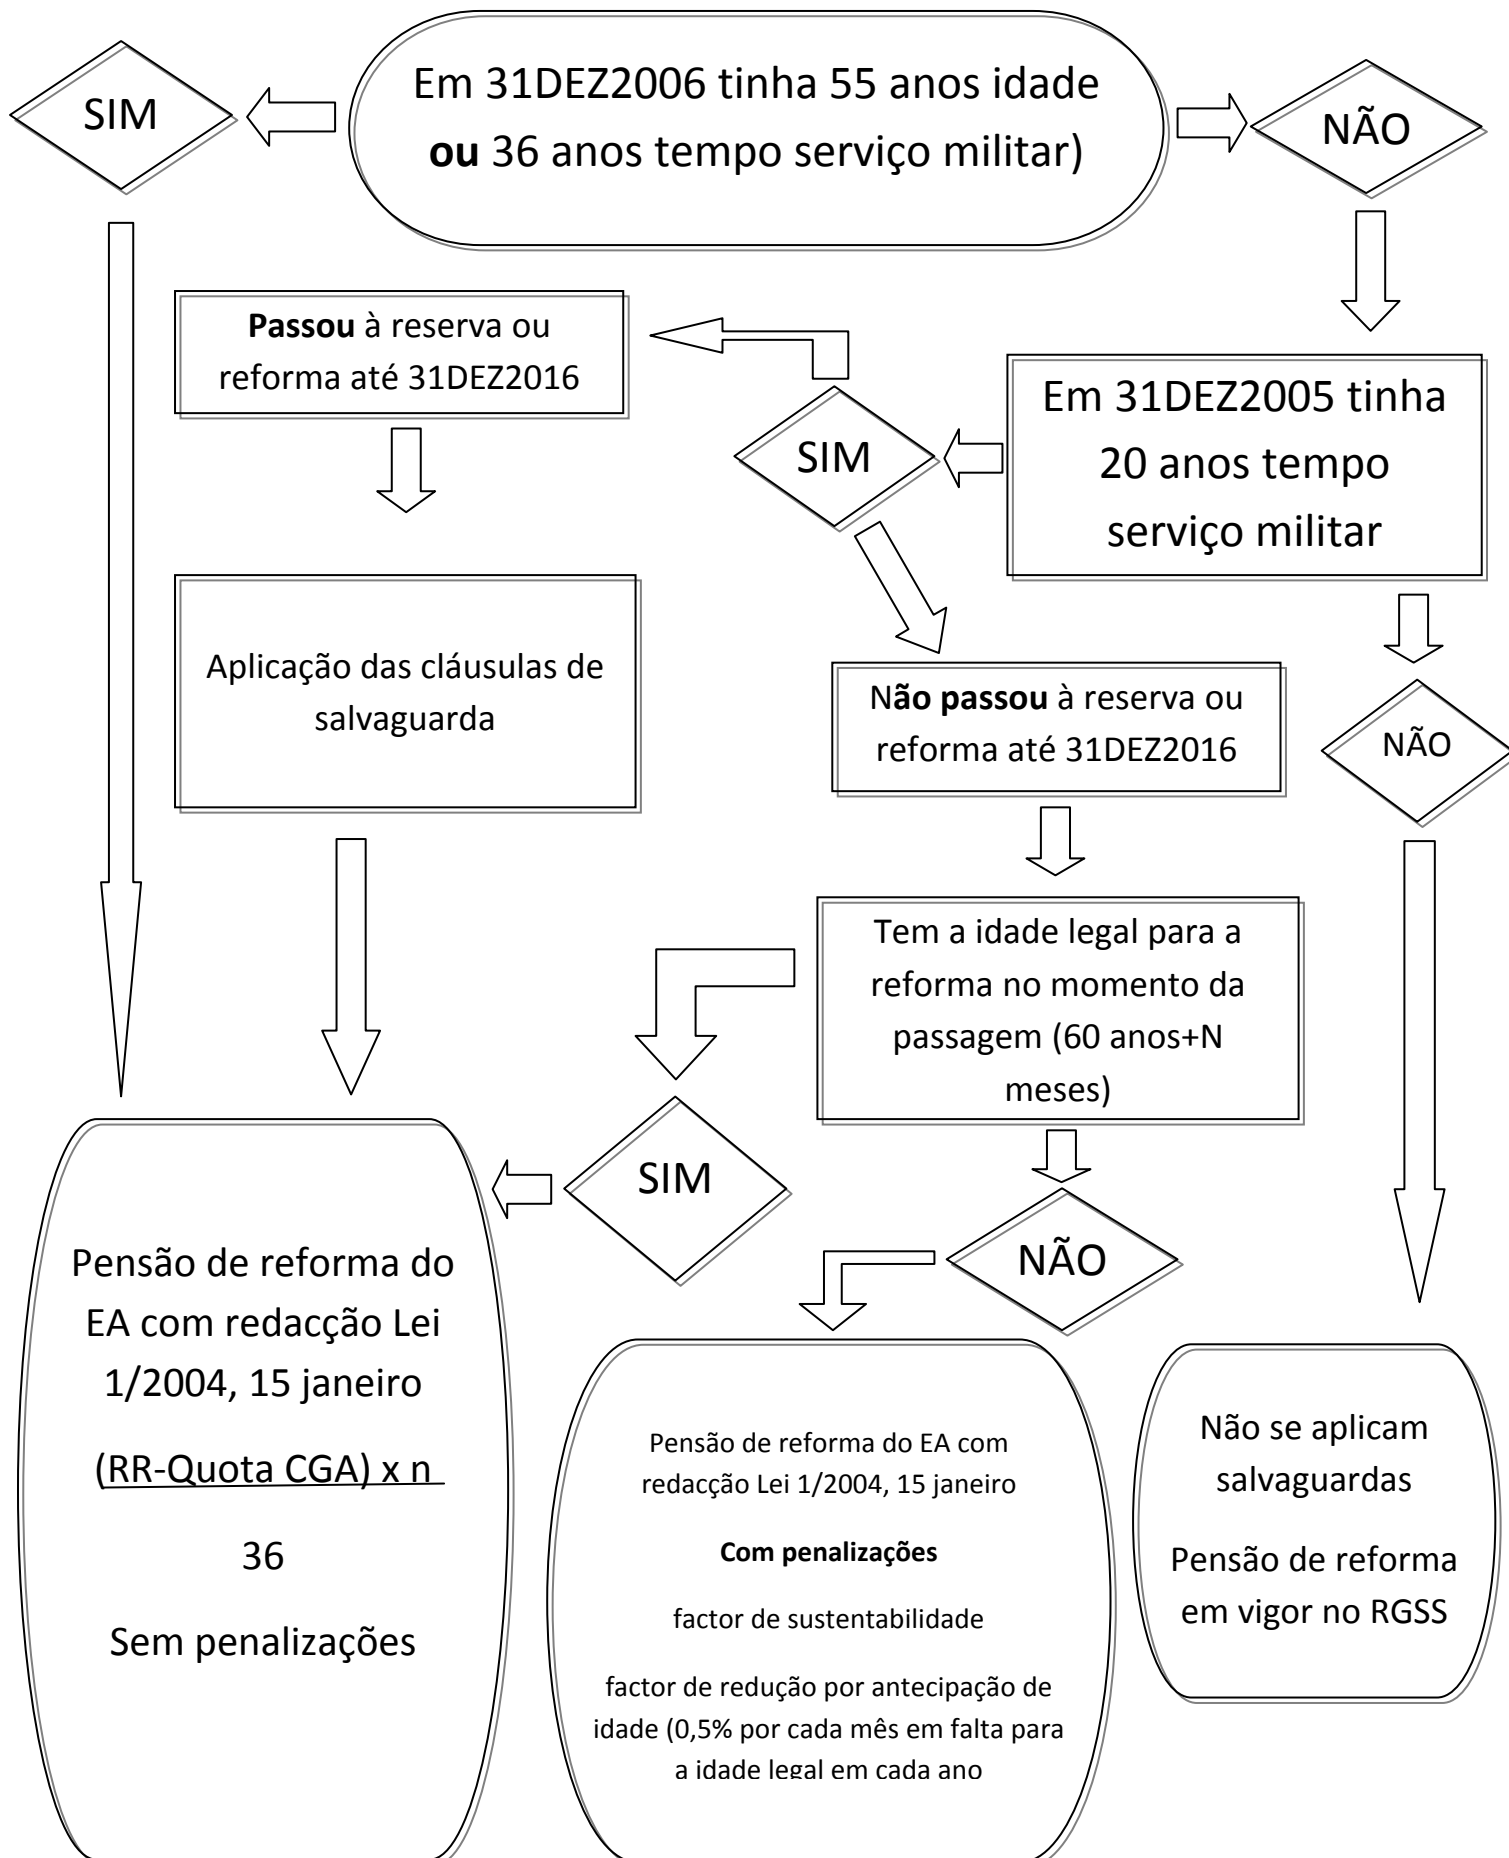 Em 31DEZ2006 tinha 55 anos idade
ou 36 anos tempo serviço militar)
SIM
NÃO
Passou à reserva ou
reforma até 31DEZ2016
SIM
Em 31DEZ2005 tinha
20 anos tempo
serviço militar
Aplicação das cláusulas de
salvaguarda
Não passou à reserva ou
reforma até 31DEZ2016
NÃO
Tem a idade legal para a
reforma no momento da
passagem (60 anos+N
meses)
SIM
NÃO
Pensão de reforma do
EA com redacção Lei
1/2004, 15 janeiro
(RR-Quota CGA) x n
36
Sem penalizações
Pensão de reforma do EA com
redacção Lei 1/2004, 15 janeiro
Com penalizações
factor de sustentabilidade
factor de redução por antecipação de
idade (0,5% por cada mês em falta para
a idade legal em cada ano
Não se aplicam
salvaguardas
Pensão de reforma
em vigor no RGSS